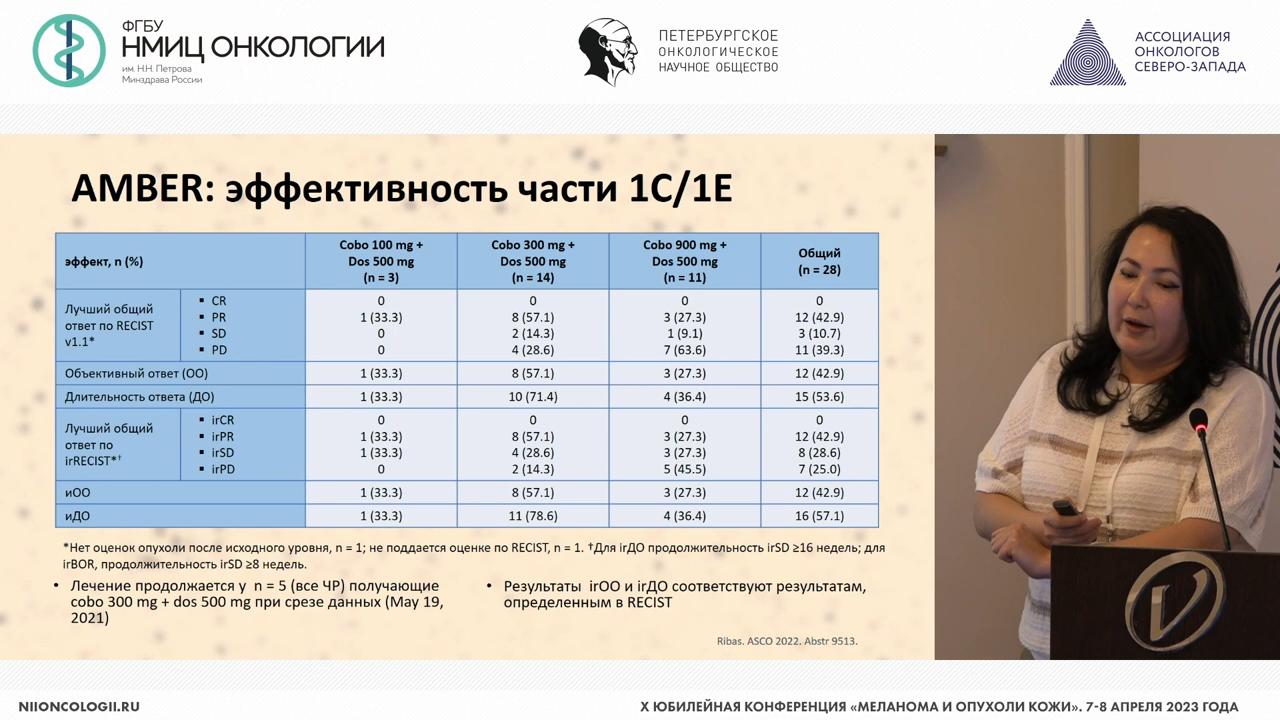 ФГБУ
НМИЦ ОНКОЛОГИИ
им. Н.Н. Петрова
Минздрава России
ПЕТЕРБУРГСКОЕ
ОНКОЛОГИЧЕСКОЕ
НАУЧНОЕ ОБЩЕСТВО
АССОЦИАЦИЯ
ОНКОЛОГОВ
СЕВЕРО-ЗАПАДА
AMBER: эффективность части 1C/1E
эффект, n (%)
Cobo 100 mg +
Dos 500 mg
(n = 3)
Cobo 300 mg +
Dos 500 mg
(n = 14)
Cobo 900 mg +
Dos 500 mg
(n = 11)
Общий
(n = 28)
Лучший общий
ответ по RECIST
v1.1*
▪ CR 0 0 0 0
▪ PR 1 (33.3) 8 (57.1) 3 (27.3) 12 (42.9)
▪ SD 0 2 (14.3) 1 (9.1) 3 (10.7)
▪ PD 0 4 (28.6) 7 (63.6) 11 (39.3)
Объективный ответ (ОО) 1 (33.3) 8 (57.1) 3 (27.3) 12 (42.9)
Длительность ответа (ДО) 1 (33.3) 10 (71.4) 4 (36.4) 15 (53.6)
Лучший общий
ответ по
irRECIST*†
▪ irCR 0 0 0 0
▪ irPR 1 (33.3) 8 (57.1) 3 (27.3) 12 (42.9)
▪ irSD 1 (33.3) 4 (28.6) 3 (27.3) 8 (28.6)
▪ irPD 0 2 (14.3) 5 (45.5) 7 (25.0)
иОО 1 (33.3) 8 (57.1) 3 (27.3) 12 (42.9)
иДО 1 (33.3) 11 (78.6) 4 (36.4) 16 (57.1)
*Нет оценок опухоли после исходного уровня, n = 1; не поддается оценке по RECIST, n = 1. †Для irДО продолжительность irSD ≥16 недель; для
irBOR, продолжительность irSD ≥8 недель.
• Лечение продолжается у n = 5 (все ЧР) получающие
cobo 300 mg + dos 500 mg при срезе данных (May 19,
2021)
• Результаты irОО и irДО соответствуют результатам,
определенным в RECIST
Ribas. ASCO 2022. Abstr 9513.
NIIONCOLOGII.RU
X ЮБИЛЕЙНАЯ КОНФЕРЕНЦИЯ «МЕЛАНОМА И ОПУХОЛИ КОЖИ». 7-8 АПРЕЛЯ 2023 ГОДА